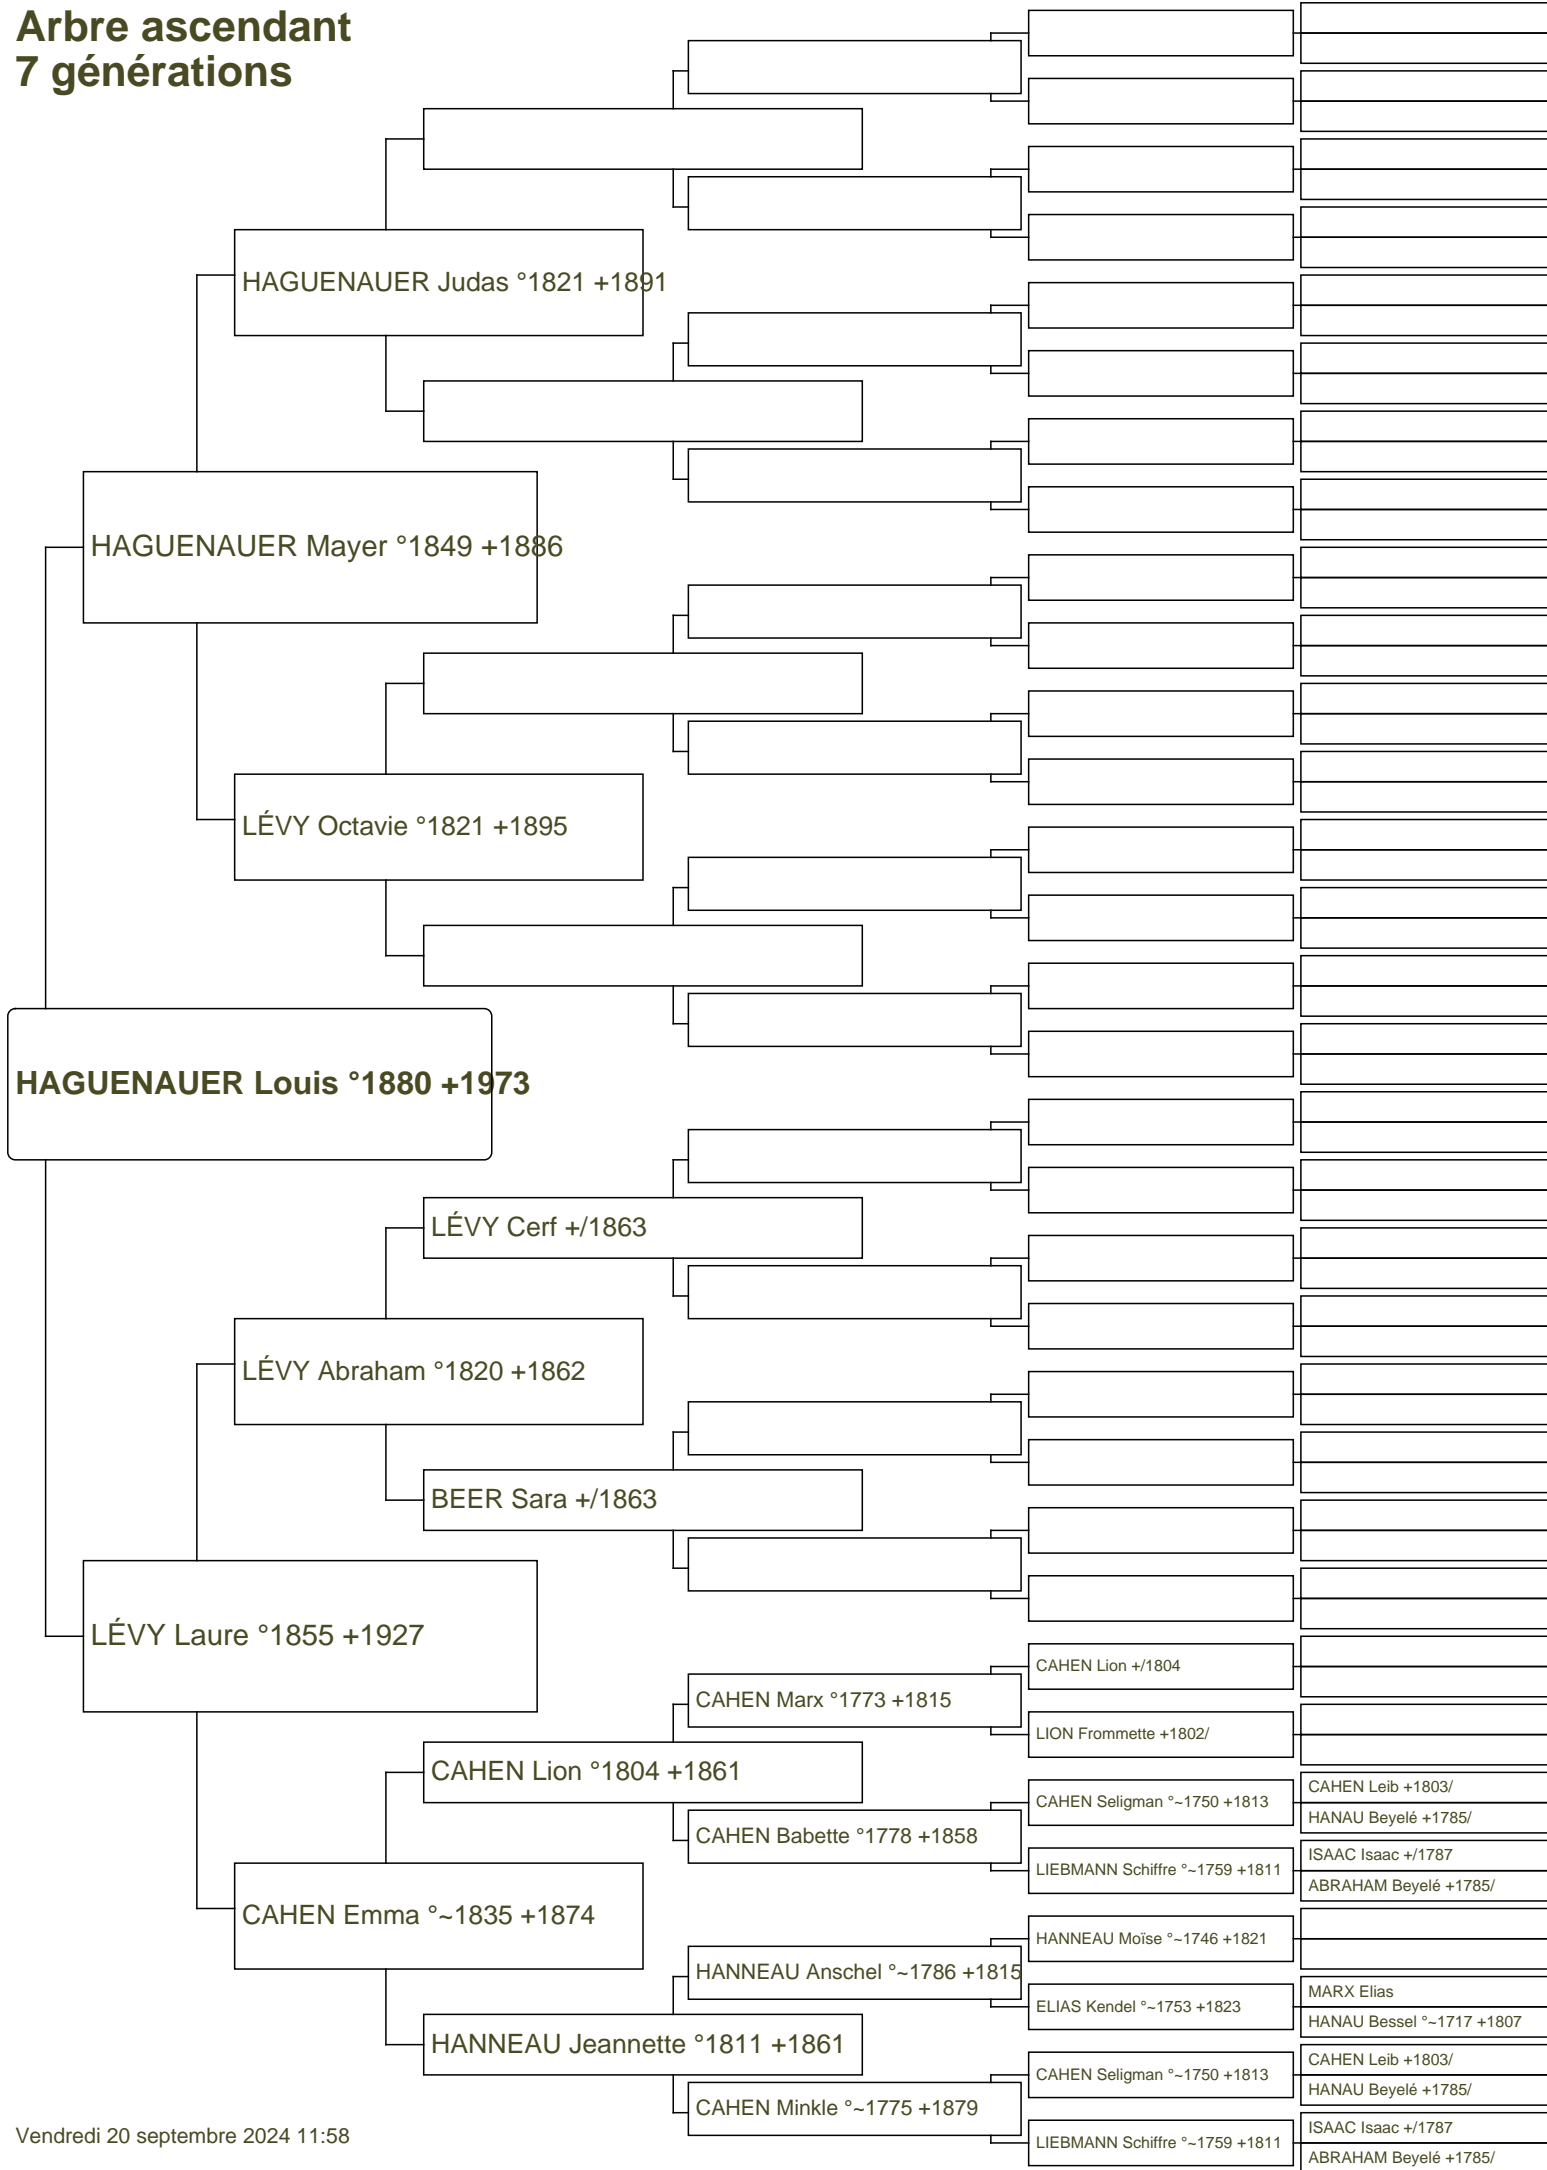 Arbre ascendant
7 générations
HAGUENAUER Judas °1821 +1891
HAGUENAUER Mayer °1849 +1886
LÉVY Octavie °1821 +1895
HAGUENAUER Louis °1880 +1973
LÉVY Cerf +/1863
LÉVY Abraham °1820 +1862
BEER Sara +/1863
LÉVY Laure °1855 +1927
CAHEN Lion +/1804
CAHEN Marx °1773 +1815
LION Frommette +1802/
CAHEN Lion °1804 +1861
CAHEN Leib +1803/
CAHEN Seligman °~1750 +1813
HANAU Beyelé +1785/
CAHEN Babette °1778 +1858
ISAAC Isaac +/1787
LIEBMANN Schiffre °~1759 +1811
ABRAHAM Beyelé +1785/
CAHEN Emma °~1835 +1874
HANNEAU Moïse °~1746 +1821
HANNEAU Anschel °~1786 +1815
MARX Elias
ELIAS Kendel °~1753 +1823
HANAU Bessel °~1717 +1807
HANNEAU Jeannette °1811 +1861
CAHEN Leib +1803/
CAHEN Seligman °~1750 +1813
HANAU Beyelé +1785/
CAHEN Minkle °~1775 +1879
ISAAC Isaac +/1787
LIEBMANN Schiffre °~1759 +1811
ABRAHAM Beyelé +1785/
Vendredi 20 septembre 2024 11:58